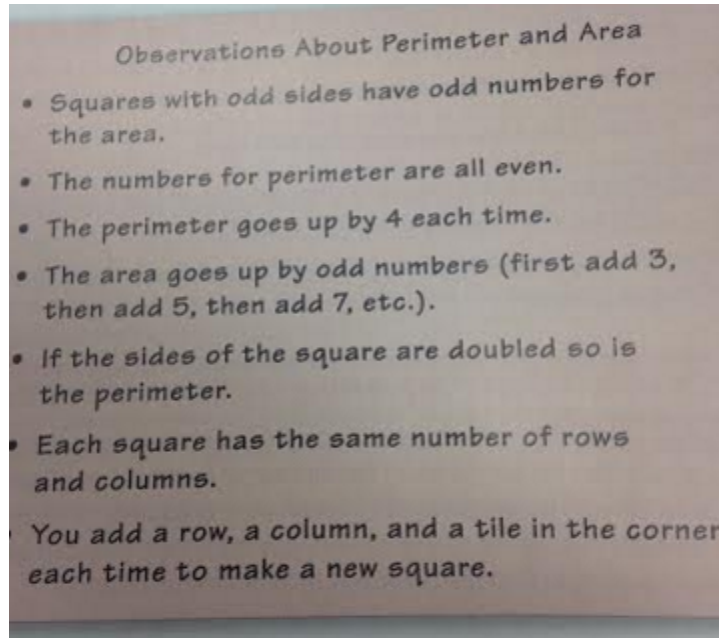 Observations About Perimeter and Area
• Squares with odd sides have odd numbers for
the area.
• The numbers for perimeter are all even.
• The perimeter goes up by 4 each time.
• The area goes up by odd numbers (first add 3,
then add 5, then add 7, etc.).
• If the sides of the square are doubled so is
the perimeter.
• Each square has the same number of rows
and columns.
• You add a row, a column, and a tile in the corner
each time to make a new square.